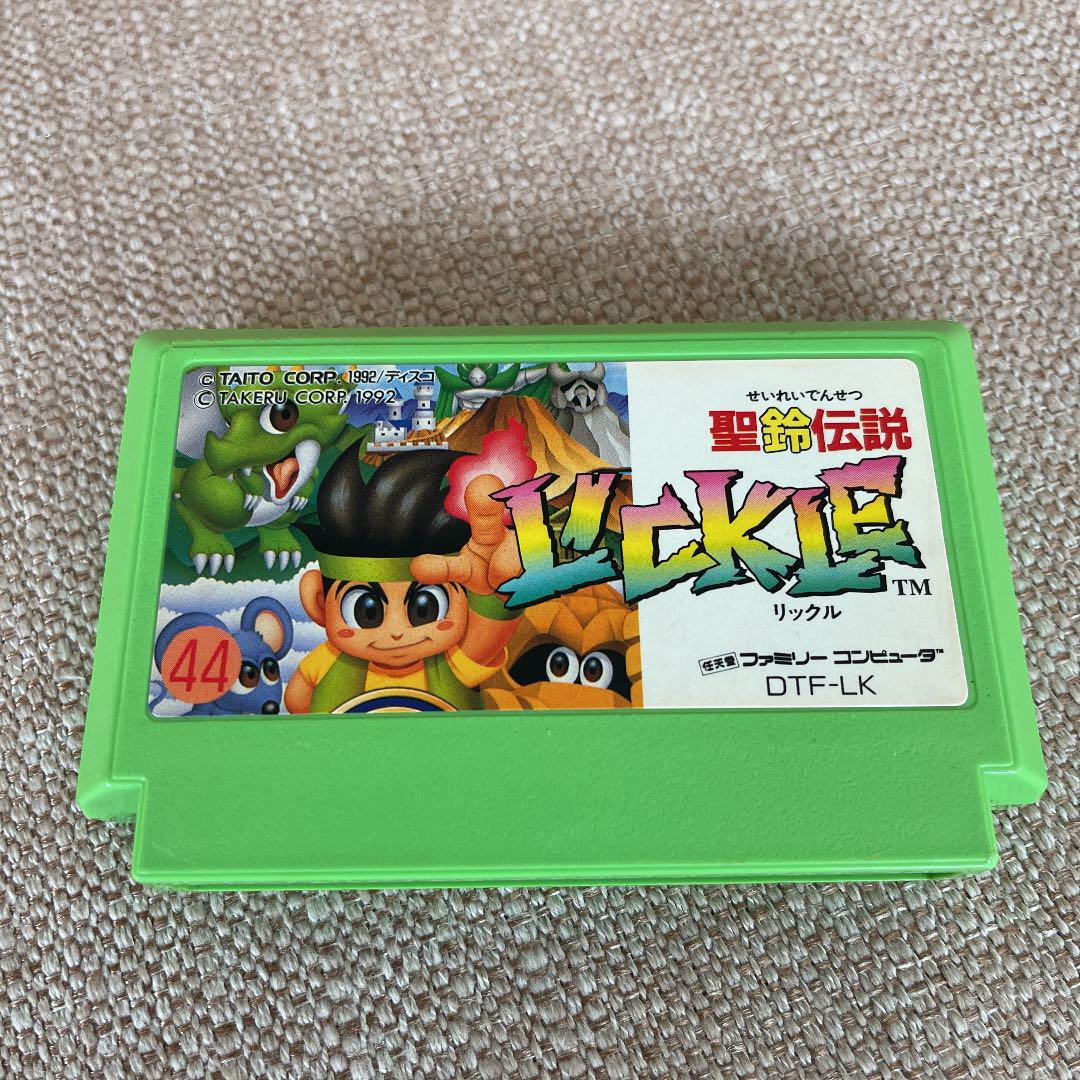 © TAITO CORP. 1992/ディスコ
© TAKERU CORP. 1992
せいれいでんせつ
聖鈴伝説
LICKLE™
リックル
任天堂 ファミリー コンピュータ
DTF-LK
44